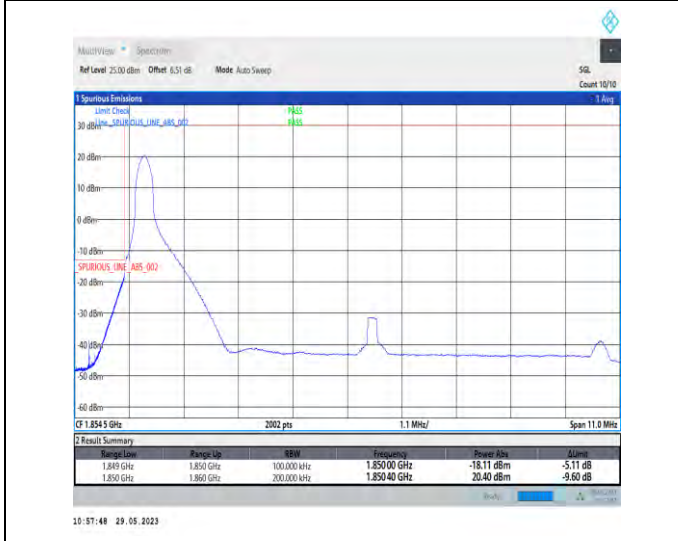 MultiView Spectrum
Ref Level 25.00 dBm Offset 6.51 dB Mode Auto Sweep SGL
Count 10/10
1 Spurious Emissions 1 Avg
Limit Check PASS
30 dBm Line _SPURIOUS_LINE_ABS_002 PASS
20 dBm
10 dBm
0 dBm
-10 dBm
_SPURIOUS_LINE_ABS_002
-20 dBm
-30 dBm
-40 dBm
-50 dBm
-60 dBm
CF 1.854 5 GHz 2002 pts 1.1 MHz/ Span 11.0 MHz
2 Result Summary
Range Low Range Up RBW Frequency Power Abs ΔLimit
1.849 GHz 1.850 GHz 100.000 kHz 1.850 00 GHz -18.11 dBm -5.11 dB
1.850 GHz 1.860 GHz 200.000 kHz 1.850 40 GHz 20.40 dBm -9.60 dB
Ready
10:57:48 29.05.2023